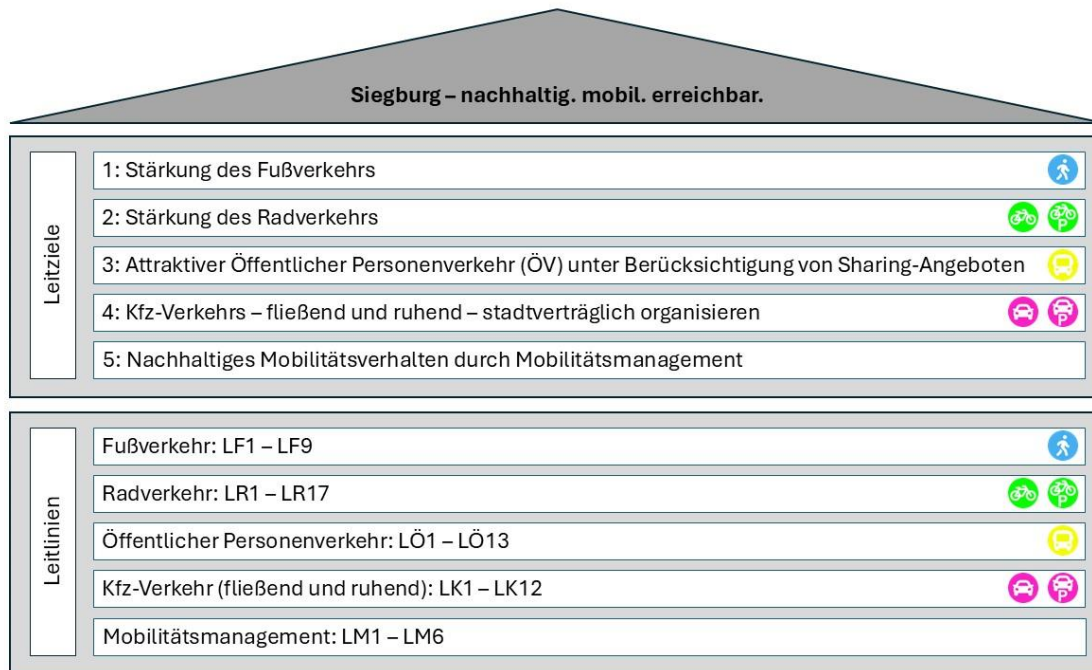 Siegburg – nachhaltig. mobil. erreichbar.
Leitziele
1: Stärkung des Fußverkehrs
2: Stärkung des Radverkehrs
P
3: Attraktiver Öffentlicher Personenverkehr (ÖV) unter Berücksichtigung von Sharing-Angeboten
4: Kfz-Verkehrs – fließend und ruhend – stadtverträglich organisieren
P
5: Nachhaltiges Mobilitätsverhalten durch Mobilitätsmanagement
Leitlinien
Fußverkehr: LF1 – LF9
Radverkehr: LR1 – LR17
P
Öffentlicher Personenverkehr: LÖ1 – LÖ13
Kfz-Verkehr (fließend und ruhend): LK1 – LK12
P
Mobilitätsmanagement: LM1 – LM6